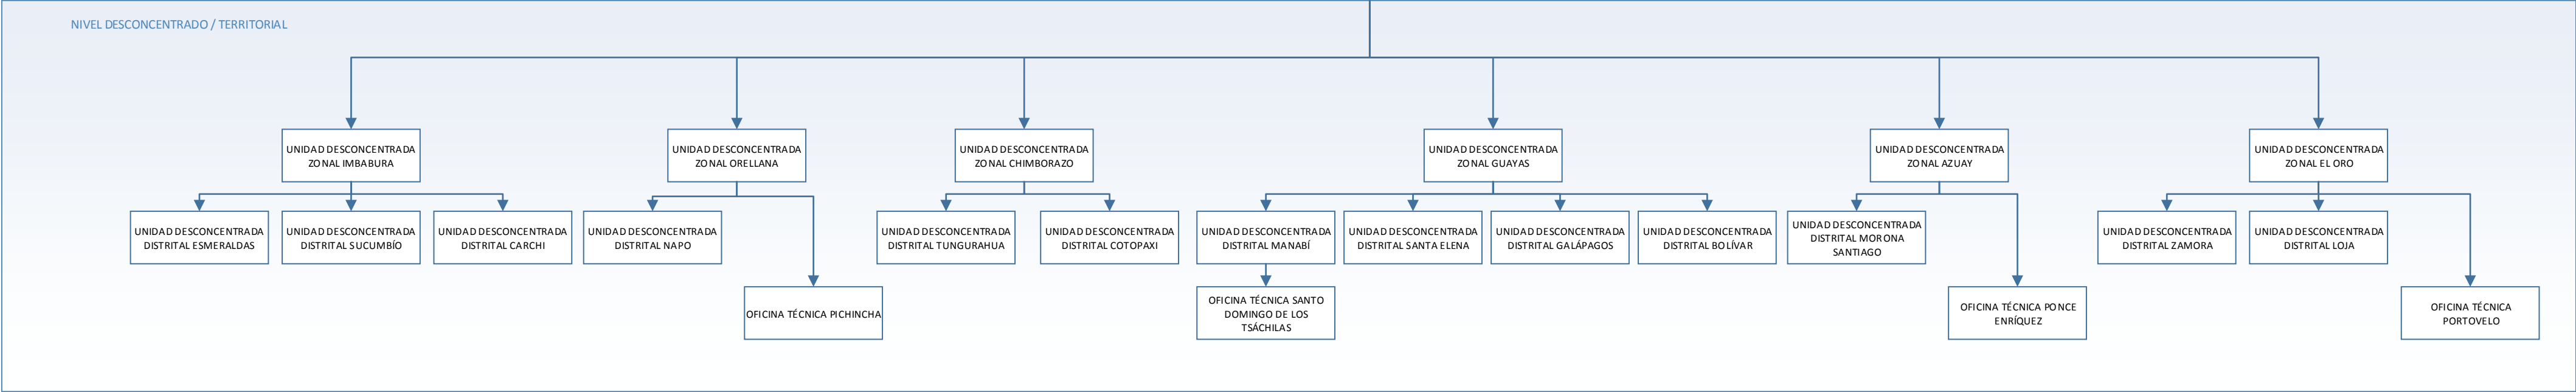 NIVEL DESCONCENTRADO / TERRITORIAL
UNIDAD DESCONCENTRADA
ZONAL IMBABURA
UNIDAD DESCONCENTRADA
ZONAL ORELLANA
UNIDAD DESCONCENTRADA
ZONAL CHIMBORAZO
UNIDAD DESCONCENTRADA
ZONAL GUAYAS
UNIDAD DESCONCENTRADA
ZONAL AZUAY
UNIDAD DESCONCENTRADA
ZONAL EL ORO
UNIDAD DESCONCENTRADA
DISTRITAL ESMERALDAS
UNIDAD DESCONCENTRADA
DISTRITAL SUCUMBÍO
UNIDAD DESCONCENTRADA
DISTRITAL CARCHI
UNIDAD DESCONCENTRADA
DISTRITAL NAPO
UNIDAD DESCONCENTRADA
DISTRITAL TUNGURAHUA
UNIDAD DESCONCENTRADA
DISTRITAL COTOPAXI
UNIDAD DESCONCENTRADA
DISTRITAL MANABÍ
UNIDAD DESCONCENTRADA
DISTRITAL SANTA ELENA
UNIDAD DESCONCENTRADA
DISTRITAL GALÁPAGOS
UNIDAD DESCONCENTRADA
DISTRITAL BOLÍVAR
UNIDAD DESCONCENTRADA
DISTRITAL MORONA
SANTIAGO
UNIDAD DESCONCENTRADA
DISTRITAL ZAMORA
UNIDAD DESCONCENTRADA
DISTRITAL LOJA
OFICINA TÉCNICA PICHINCHA
OFICINA TÉCNICA SANTO
DOMINGO DE LOS
TSÁCHILAS
OFICINA TÉCNICA PONCE
ENRÍQUEZ
OFICINA TÉCNICA
PORTOVELO